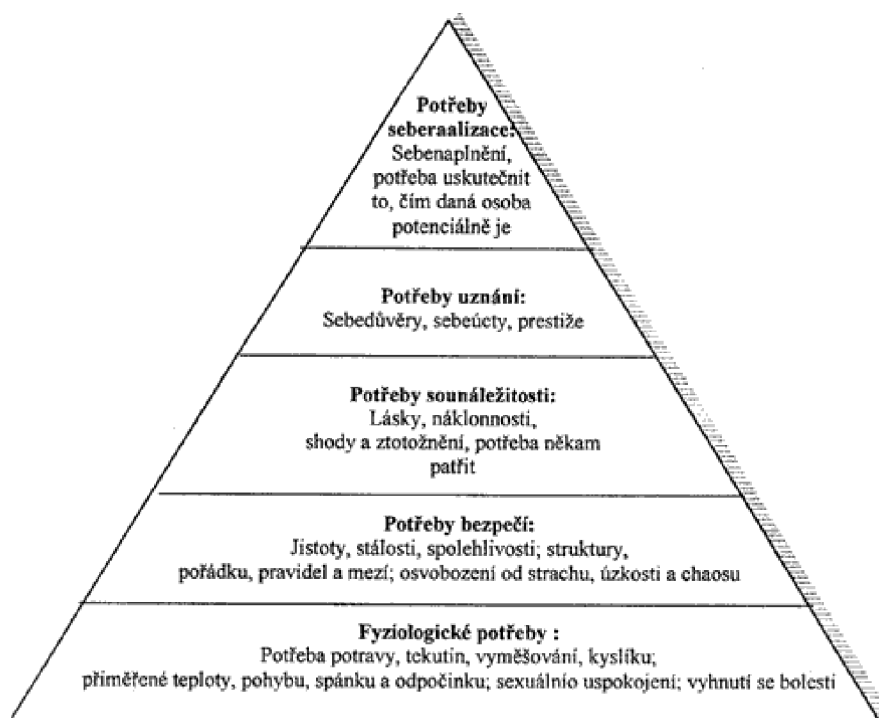 Potřeby
seberaalizace:
Sebenaplnění,
potřeba uskutečnit
to, čím daná osoba
potenciálně je
Potřeby uznání:
Sebedůvěry, sebeúcty, prestiže
Potřeby sounáležitosti:
Lásky, náklonnosti,
shody a ztotožnění, potřeba někam
patřit
Potřeby bezpečí:
Jistoty, stálosti, spolehlivosti; struktury,
pořádku, pravidel a mezí; osvobození od strachu, úzkosti a chaosu
Fyziologické potřeby :
Potřeba potravy, tekutin, vyměšování, kyslíku;
přiměřené teploty, pohybu, spánku a odpočinku; sexuálnío uspokojení; vyhnutí se bolesti